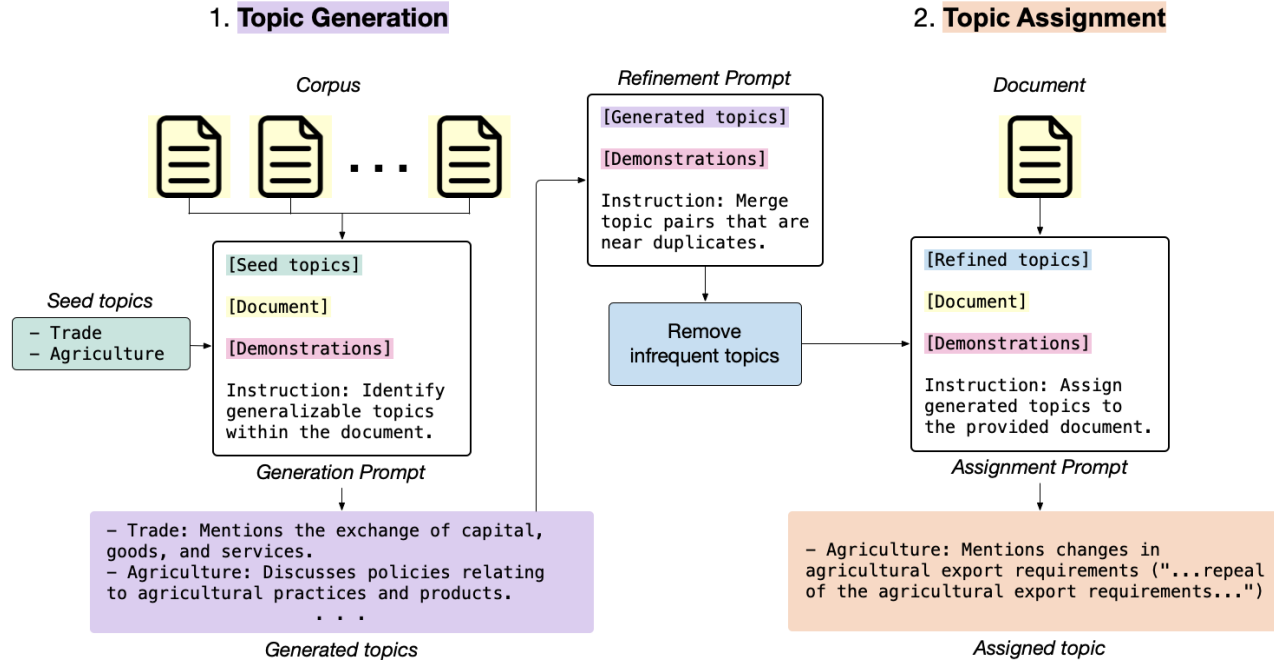 1. Topic Generation
Corpus
. . .
Seed topics
– Trade
– Agriculture
[Seed topics]
[Document]
[Demonstrations]
Instruction: Identify
generalizable topics
within the document.
Generation Prompt
– Trade: Mentions the exchange of capital,
goods, and services.
– Agriculture: Discusses policies relating
to agricultural practices and products.
. . .
Generated topics
Refinement Prompt
[Generated topics]
[Demonstrations]
Instruction: Merge
topic pairs that are
near duplicates.
Remove
infrequent topics
2. Topic Assignment
Document
[Refined topics]
[Document]
[Demonstrations]
Instruction: Assign
generated topics to
the provided document.
Assignment Prompt
– Agriculture: Mentions changes in
agricultural export requirements ("...repeal
of the agricultural export requirements...")
Assigned topic